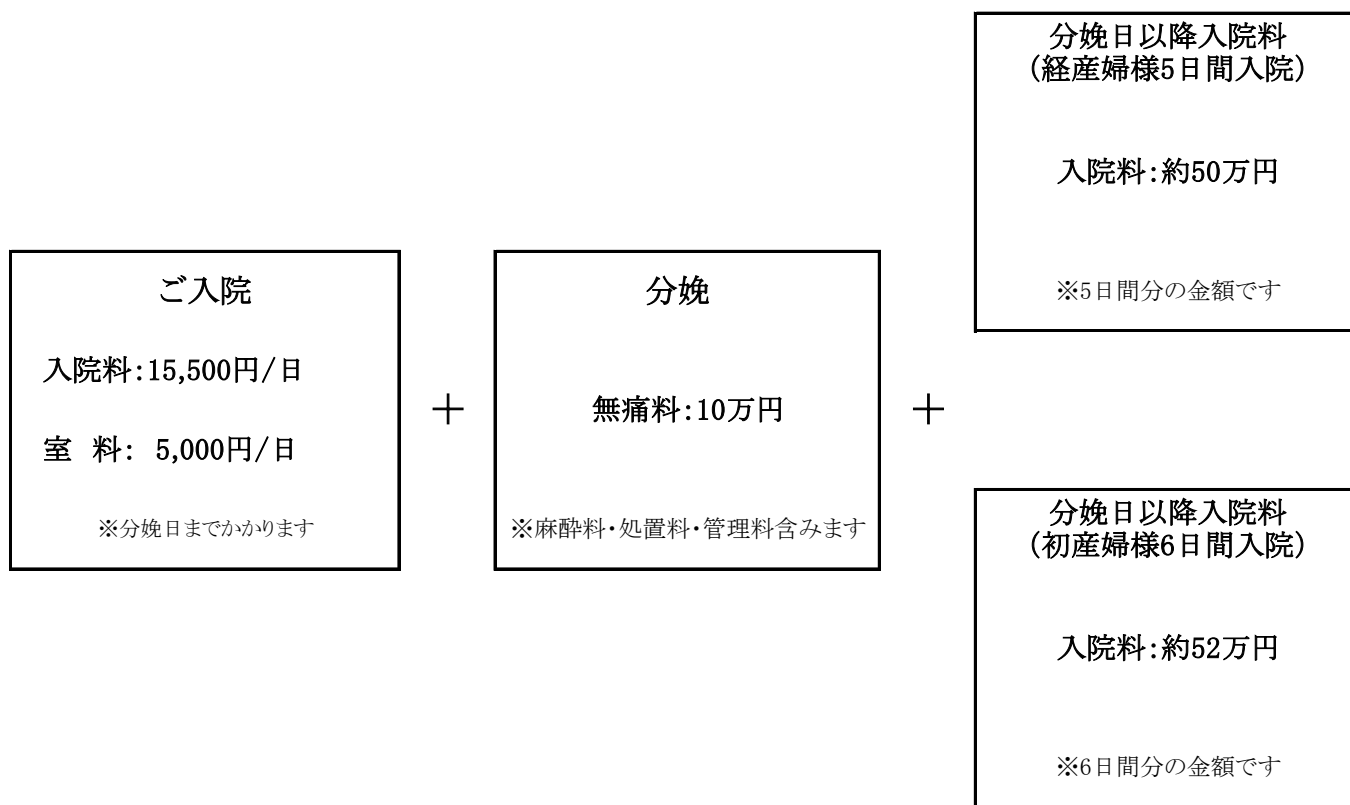 ご入院
入院料:15,500円/日
室 料: 5,000円/日
※分娩日までかかります
+
分娩
無痛料:10万円
※麻酔料・処置料・管理料含みます
+
分娩日以降入院料
(経産婦様5日間入院)
入院料:約50万円
※5日間分の金額です
分娩日以降入院料
(初産婦様6日間入院)
入院料:約52万円
※6日間分の金額です